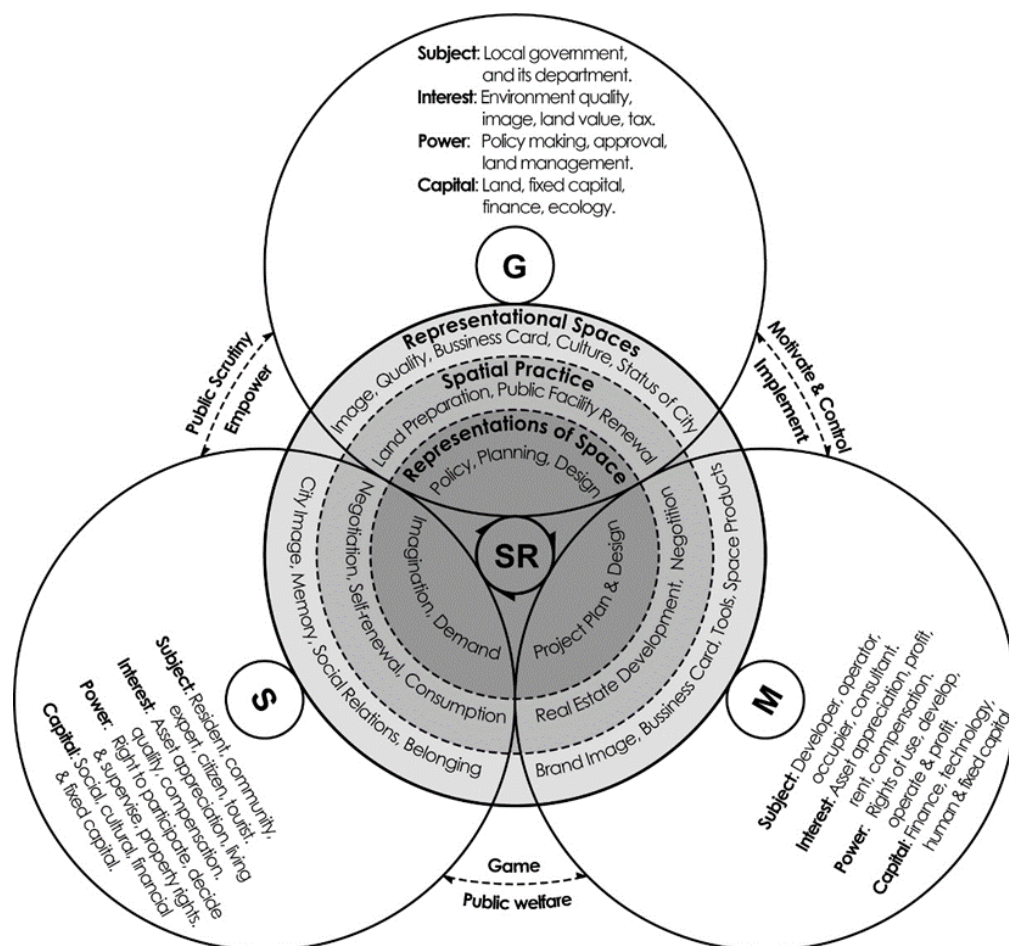 Subject: Local government,
and its department.
Interest: Environment quality,
image, land value, tax.
Power: Policy making, approval,
land management.
Capital: Land, fixed capital,
finance, ecology.
G
Public Scrutiny
Empower
Motivate & Control
Implement
Representational Spaces
Image, Quality, Bussiness Card, Culture, Status of City
Spatial Practice
Land Preparation, Public Facility Renewal
Representations of Space
Policy, Planning, Design
SR
City Image, Memory, Social Relations, Belonging
Negotiation, Self-renewal, Consumption
Imagination, Demand
Project Plan & Design
Real Estate Development, Negotition
Brand Image, Bussiness Card, Tools, Space Products
S
Subject: Resident community,
expert, citizen, tourist.
Interest: Asset appreciation, living
quality, compensation.
Power: Right to participate, decide
& supervise, property rights.
Capital: Social, cultural, financial
& fixed capital.
M
Subject: Developer, operator,
occupier, consultant.
Interest: Asset appreciation, profit,
rent, compensation.
Power: Rights of use, develop,
operate & profit.
Capital: Finance, technology,
human & fixed capital
Game
Public welfare